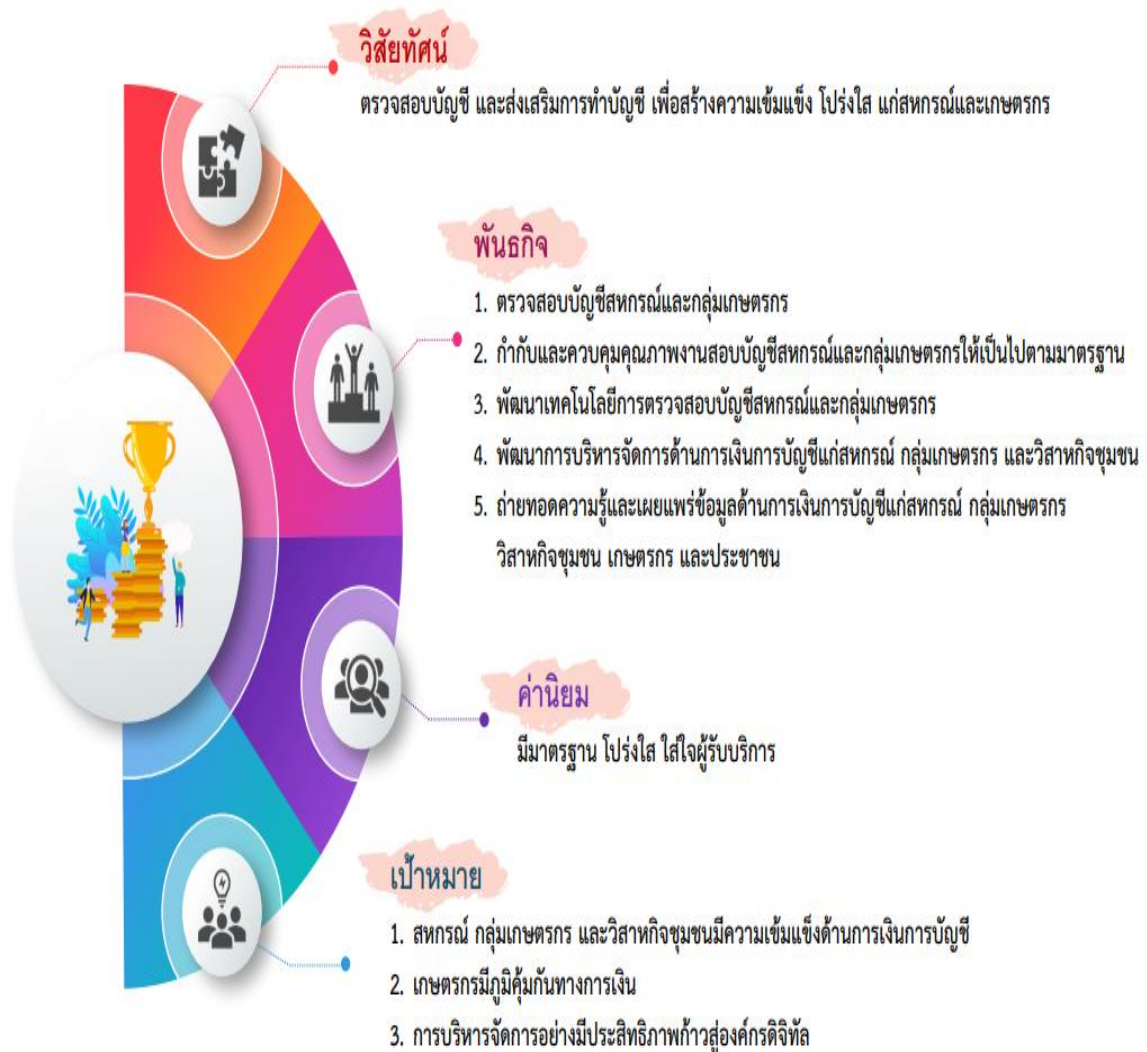 วิสัยทัศน์
ตรวจสอบบัญชี และส่งเสริมการทำบัญชี เพื่อสร้างความเข้มแข็ง โปร่งใส แก่สหกรณ์และเกษตรกร
พันธกิจ
1. ตรวจสอบบัญชีสหกรณ์และกลุ่มเกษตรกร
2. กำกับและควบคุมคุณภาพงานสอบบัญชีสหกรณ์และกลุ่มเกษตรกรให้เป็นไปตามมาตรฐาน
3. พัฒนาเทคโนโลยีการตรวจสอบบัญชีสหกรณ์และกลุ่มเกษตรกร
4. พัฒนาการบริหารจัดการด้านการเงินการบัญชีแก่สหกรณ์ กลุ่มเกษตรกร และวิสาหกิจชุมชน
5. ถ่ายทอดความรู้และเผยแพร่ข้อมูลด้านการเงินการบัญชีแก่สหกรณ์ กลุ่มเกษตรกร
วิสาหกิจชุมชน เกษตรกร และประชาชน
ค่านิยม
มีมาตรฐาน โปร่งใส ใส่ใจผู้รับบริการ
เป้าหมาย
1. สหกรณ์ กลุ่มเกษตรกร และวิสาหกิจชุมชนมีความเข้มแข็งด้านการเงินการบัญชี
2. เกษตรกรมีภูมิคุ้มกันทางการเงิน
3. การบริหารจัดการอย่างมีประสิทธิภาพก้าวสู่องค์กรดิจิทัล